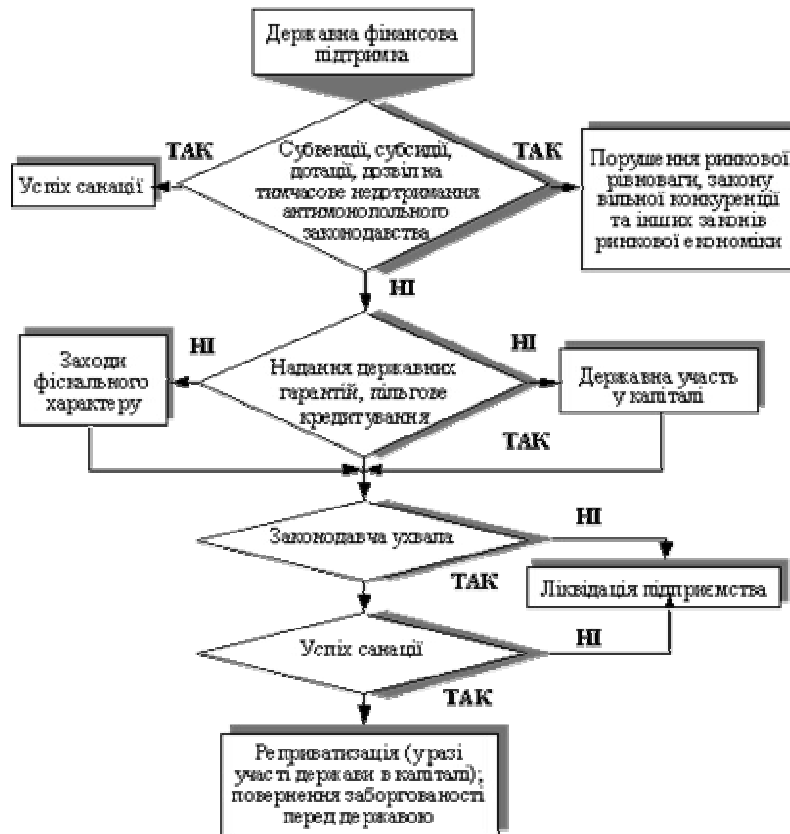 Державна фінансова
підтримка
ТАК
Субвенції, субсидії,
дотації, дозвіл на
тимчасове недотримання
антимонопольного
законодавства
ТАК
Успіх санації
Порушення ринкової
рівноваги, закону
вільної конкуренції
та інших законів
ринкової економіки
НІ
НІ
Заходи
фіскального
характеру
Надання державних
гарантій, пільгове
кредитування
НІ
Державна участь
у капіталі
ТАК
Законодавча ухвала
НІ
ТАК
Ліквідація підприємства
Успіх санації
НІ
ТАК
Реприватизація (у разі
участі держави в капіталі);
повернення заборгованості
перед державою